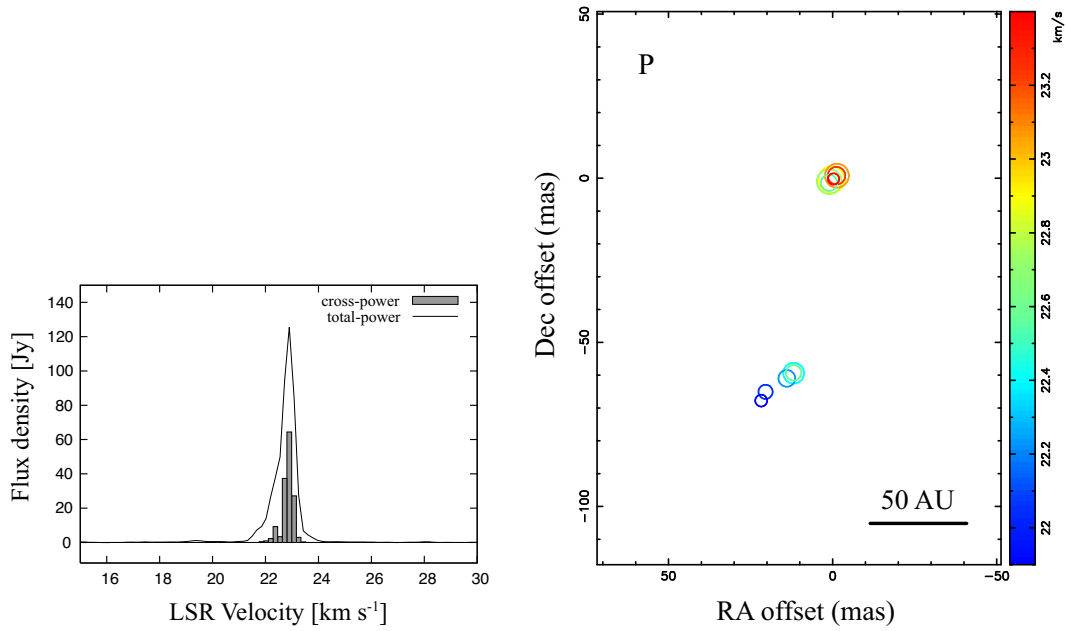 cross-power
total-power
140
120
100
80
60
40
20
0
16 18 20 22 24 26 28 30
Flux density [Jy]
LSR Velocity [km s-1]
P
50
0
−50
−100
50 0 −50
50 AU
Dec offset (mas)
RA offset (mas)
km/s
23.2
23
22.8
22.6
22.4
22.2
22